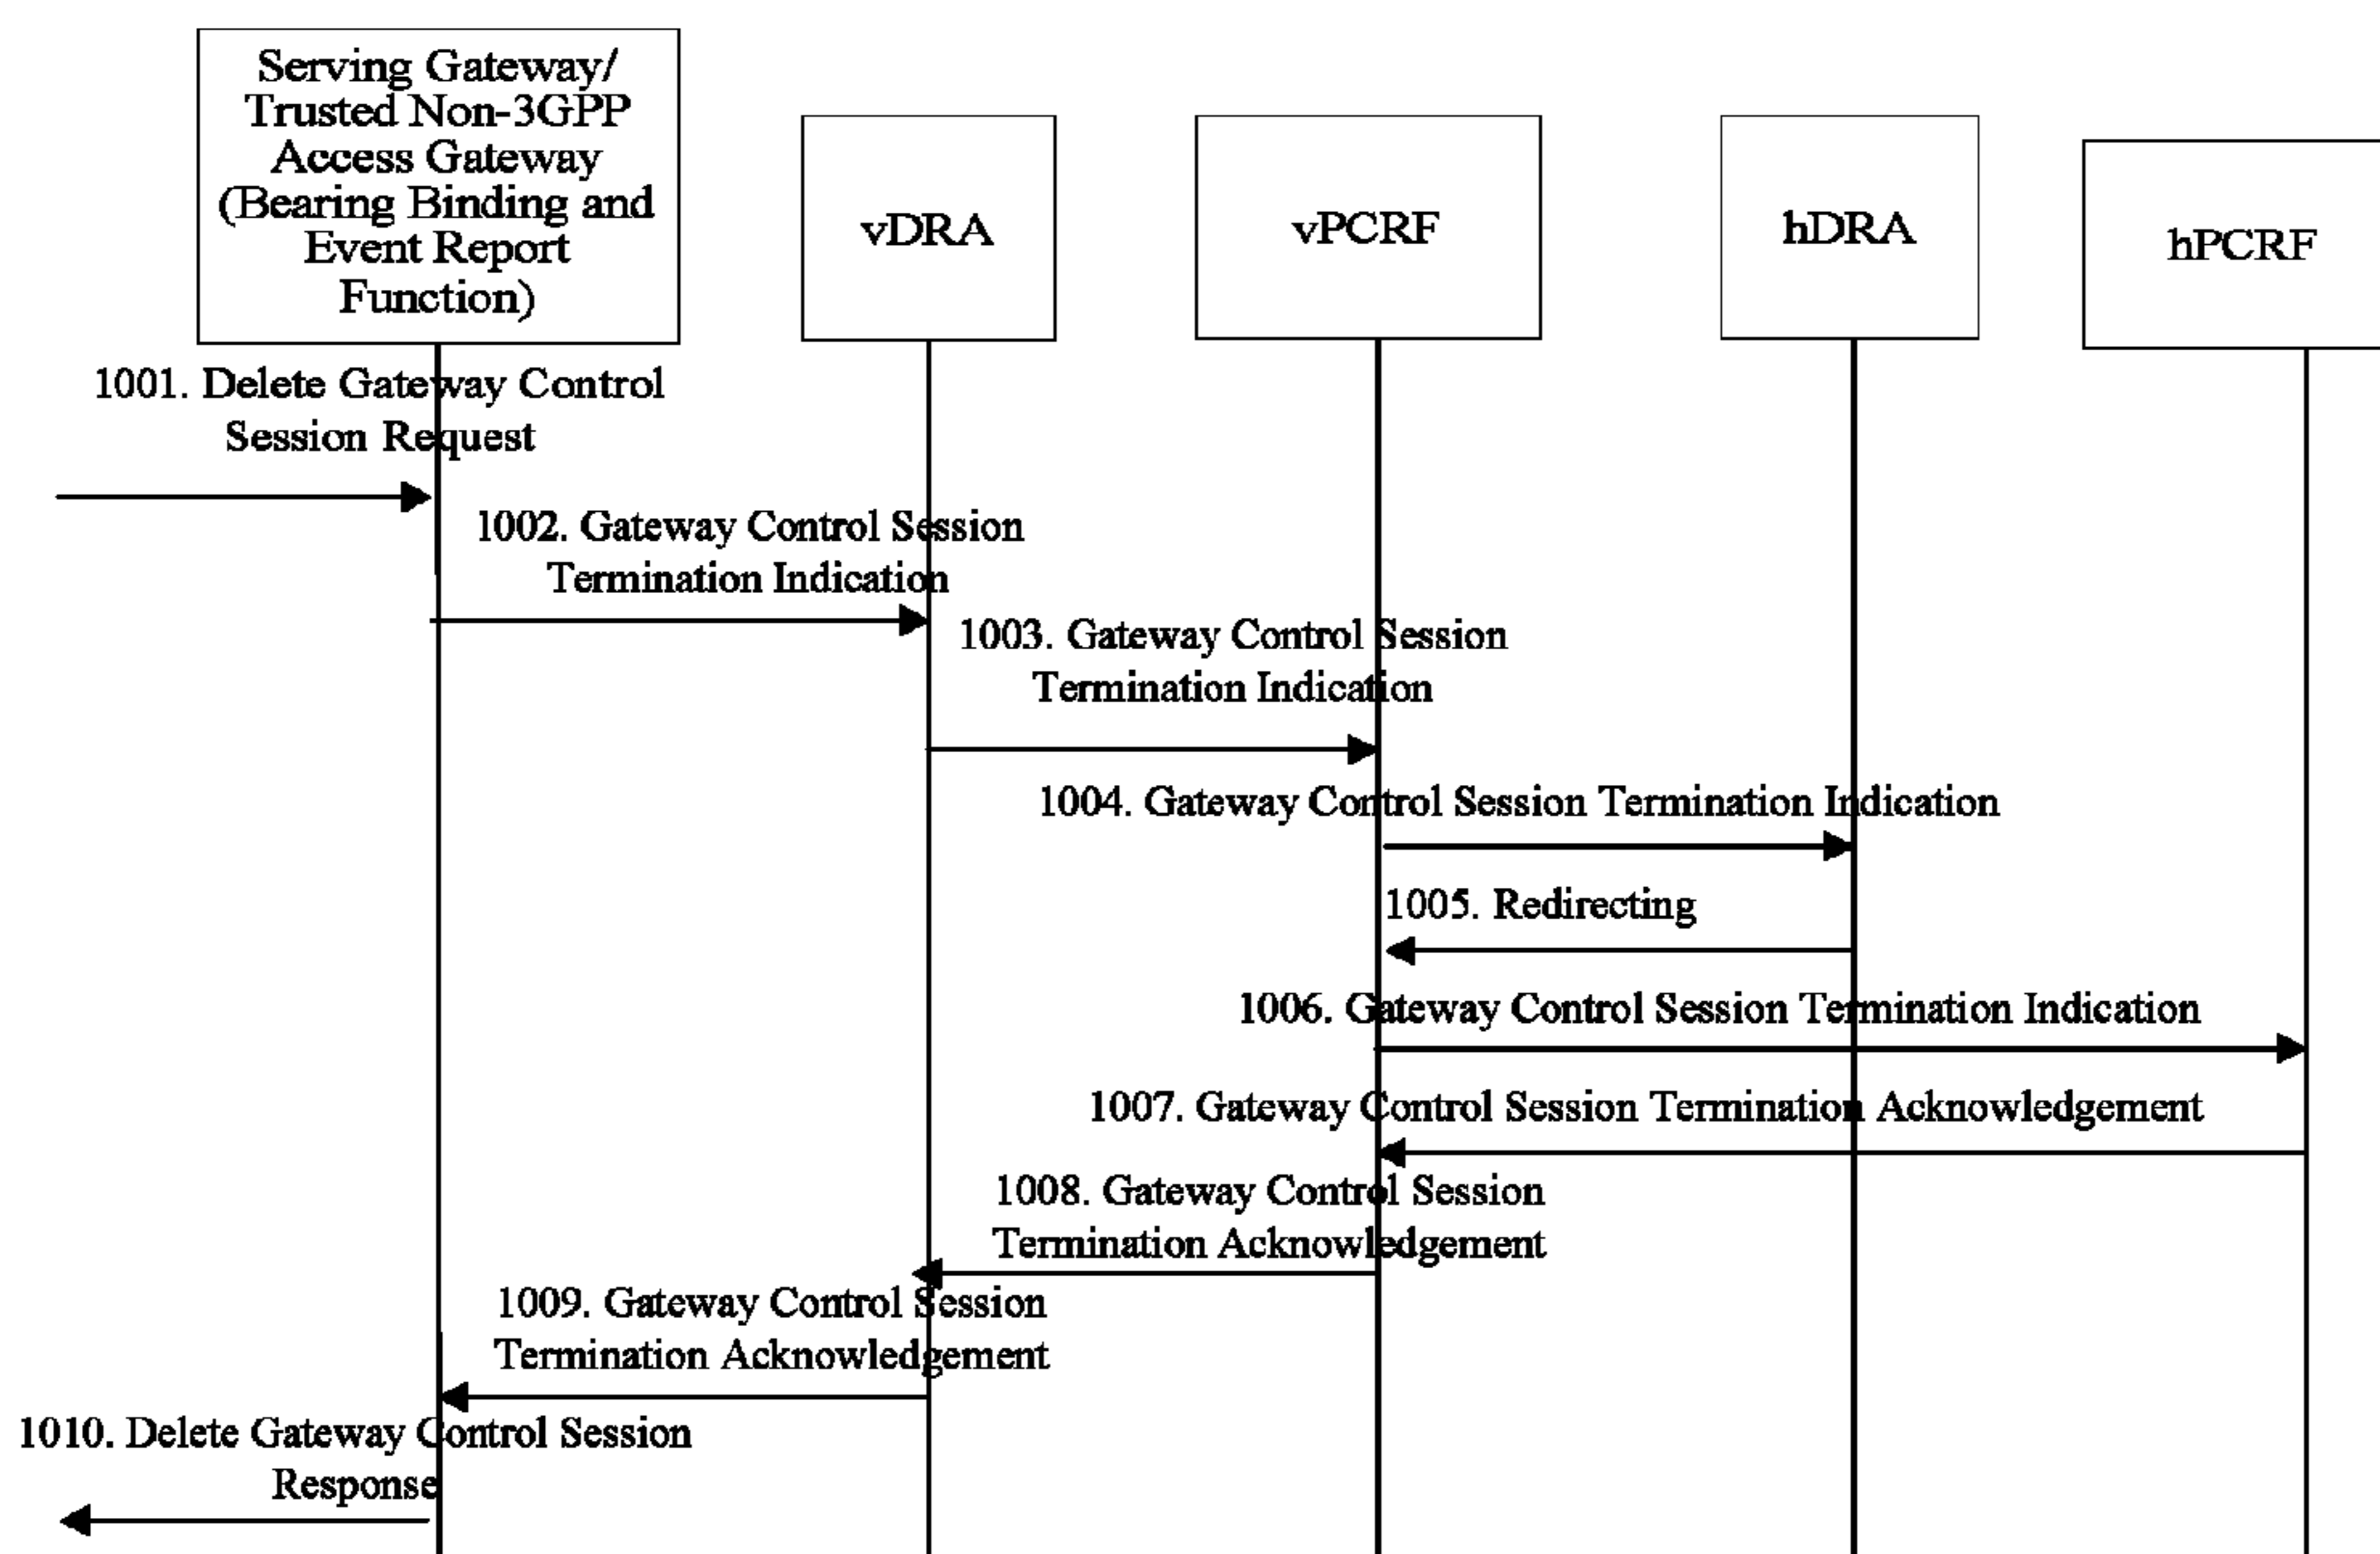 Serving Gateway/
Trusted Non-3GPP
Access Gateway
(Bearing Binding and
Event Report
Function)
vDRA
vPCRF
hDRA
hPCRF
1001. Delete Gateway Control
Session Request
1002. Gateway Control Session
Termination Indication
1003. Gateway Control Session
Termination Indication
1004. Gateway Control Session Termination Indication
1005. Redirecting
1006. Gateway Control Session Termination Indication
1007. Gateway Control Session Termination Acknowledgement
1008. Gateway Control Session
Termination Acknowledgement
1009. Gateway Control Session
Termination Acknowledgement
1010. Delete Gateway Control Session
Response